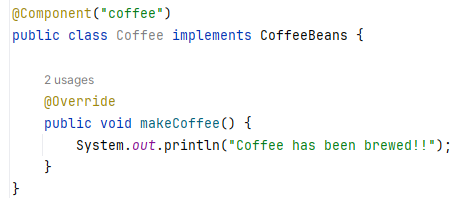 @Component("coffee")
public class Coffee implements CoffeeBeans {
2 usages
@Override
public void makeCoffee() {
System.out.println("Coffee has been brewed!!");
}
}